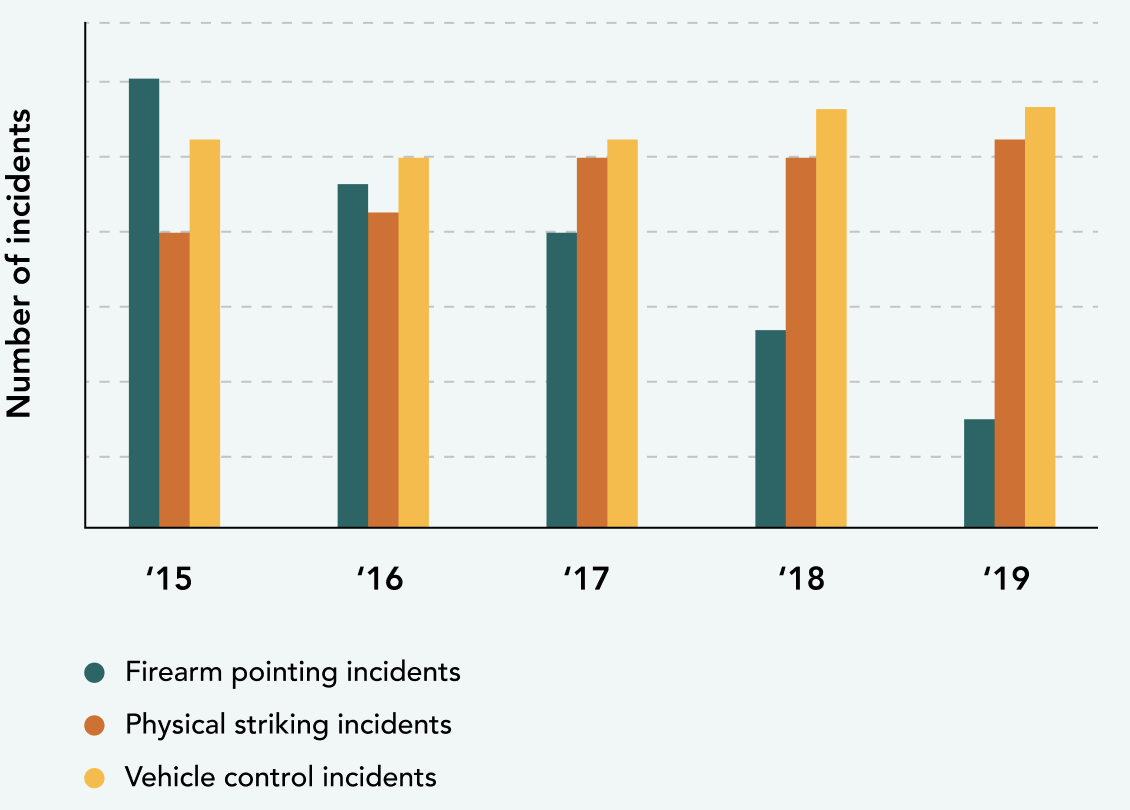 Number of incidents
‘15
‘16
‘17
‘18
‘19
Firearm pointing incidents
Physical striking incidents
Vehicle control incidents